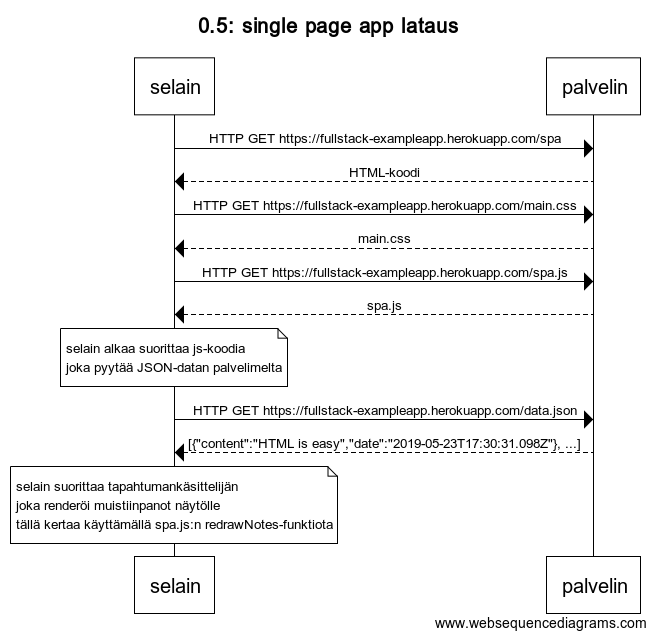 0.5: single page app lataus
selain
palvelin
HTTP GET https://fullstack-exampleapp.herokuapp.com/spa
HTML-koodi
HTTP GET https://fullstack-exampleapp.herokuapp.com/main.css
main.css
HTTP GET https://fullstack-exampleapp.herokuapp.com/spa.js
spa.js
selain alkaa suorittaa js-koodia
joka pyytää JSON-datan palvelimelta
HTTP GET https://fullstack-exampleapp.herokuapp.com/data.json
[{"content":"HTML is easy","date":"2019-05-23T17:30:31.098Z"}, ...]
selain suorittaa tapahtumankäsittelijän
joka renderöi muistiinpanot näytölle
tällä kertaa käyttämällä spa.js:n redrawNotes-funktiota
selain
palvelin
www.websequencediagrams.com